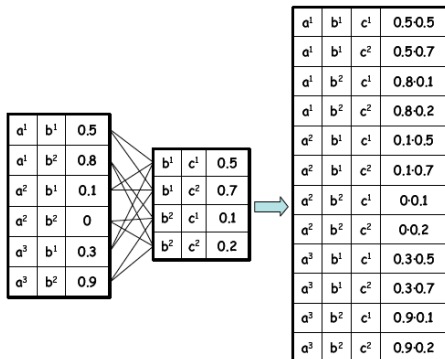 a¹ b¹ 0.5
a¹ b² 0.8
a² b¹ 0.1
a² b² 0
a³ b¹ 0.3
a³ b² 0.9
b¹ c¹ 0.5
b¹ c² 0.7
b² c¹ 0.1
b² c² 0.2
a¹ b¹ c¹ 0.5·0.5
a¹ b¹ c² 0.5·0.7
a¹ b² c¹ 0.8·0.1
a¹ b² c² 0.8·0.2
a² b¹ c¹ 0.1·0.5
a² b¹ c² 0.1·0.7
a² b² c¹ 0·0.1
a² b² c² 0·0.2
a³ b¹ c¹ 0.3·0.5
a³ b¹ c² 0.3·0.7
a³ b² c¹ 0.9·0.1
a³ b² c² 0.9·0.2